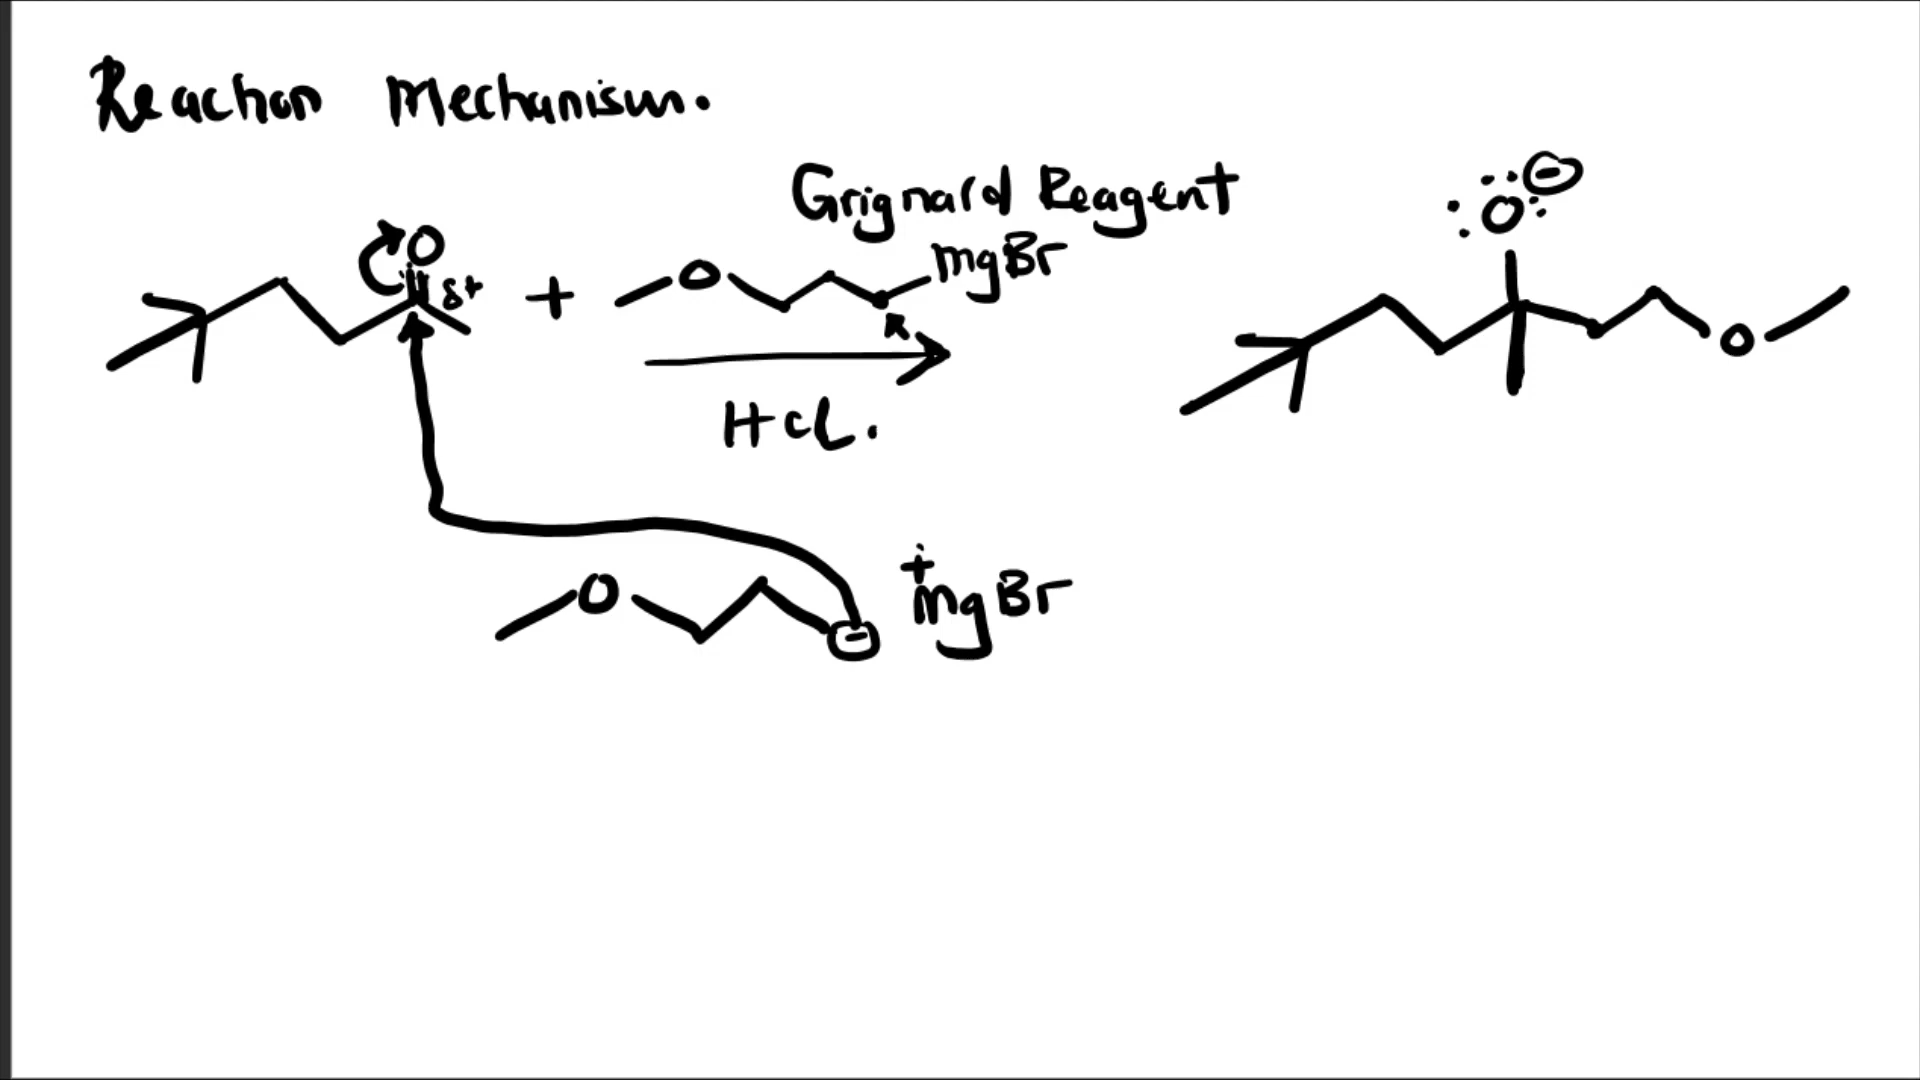 Reaction Mechanism.
Grignard Reagent
:Ö: ⊖
O
δ+
+
O
MgBr
HCl.
O
O
⊖
+
MgBr